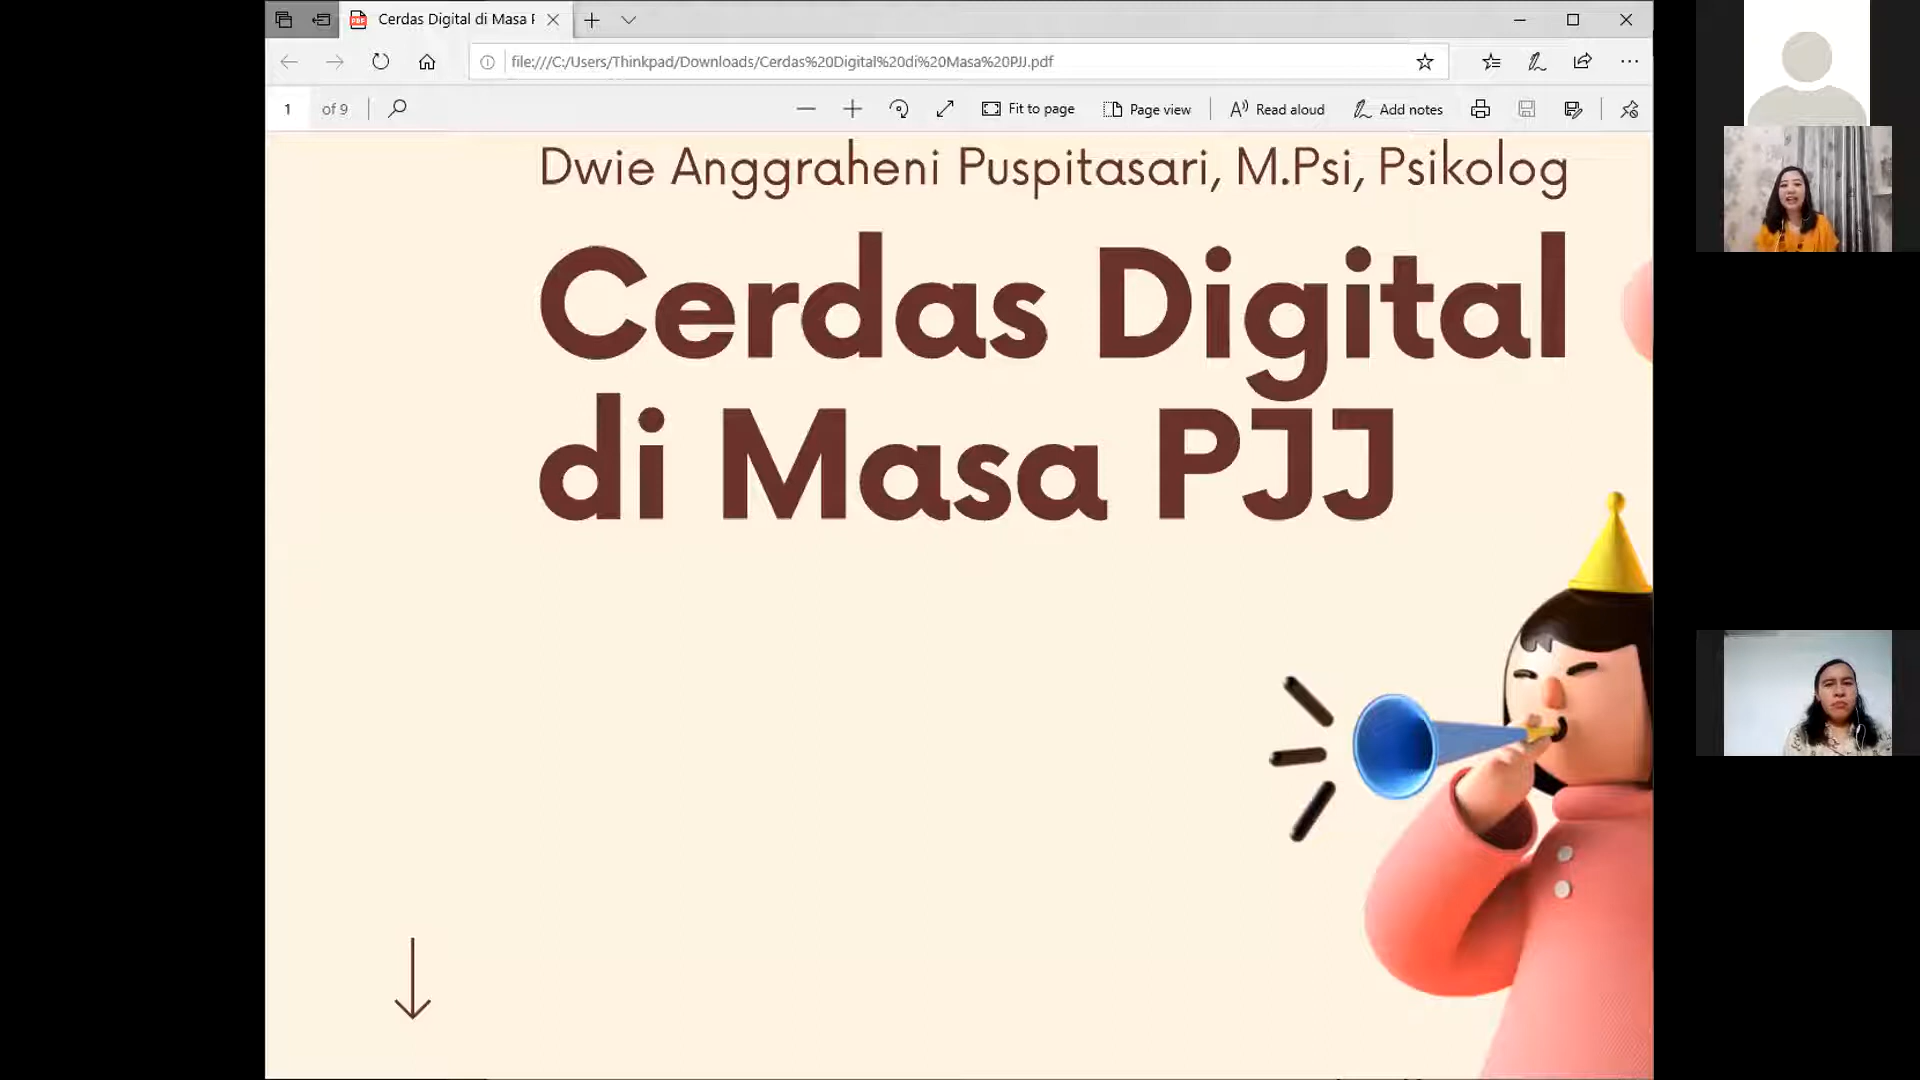 Cerdas Digital di Masa P
file:///C:/Users/Thinkpad/Downloads/Cerdas%20Digital%20di%20Masa%20PJJ.pdf
1 of 9
Fit to page
Page view
Read aloud
Add notes
Dwie Anggraheni Puspitasari, M.Psi, Psikolog
Cerdas Digital
di Masa PJJ